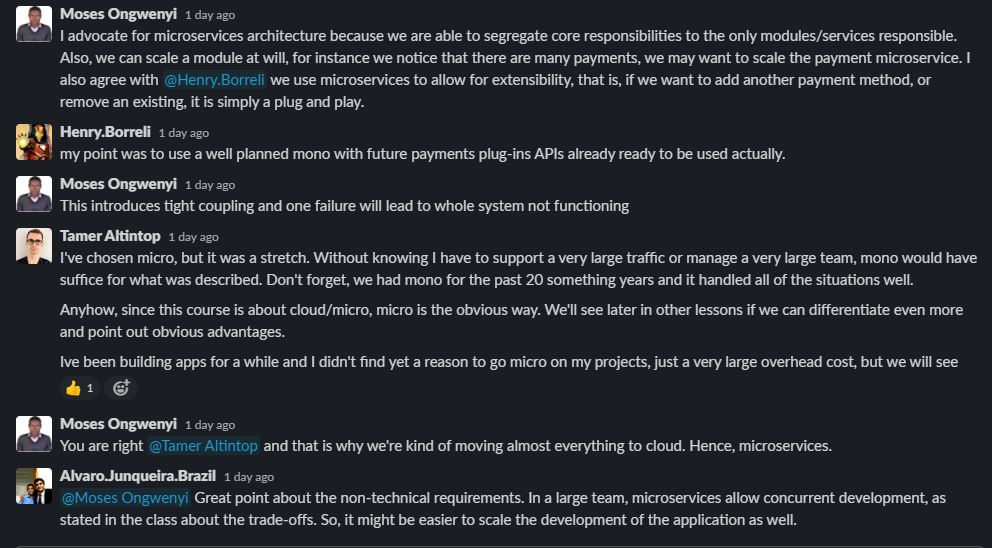 Moses Ongwenyi 1 day ago
I advocate for microservices architecture because we are able to segregate core responsibilities to the only modules/services responsible.
Also, we can scale a module at will, for instance we notice that there are many payments, we may want to scale the payment microservice. I
also agree with @Henry.Borreli we use microservices to allow for extensibility, that is, if we want to add another payment method, or
remove an existing, it is simply a plug and play.
Henry.Borreli 1 day ago
my point was to use a well planned mono with future payments plug-ins APIs already ready to be used actually.
Moses Ongwenyi 1 day ago
This introduces tight coupling and one failure will lead to whole system not functioning
Tamer Altintop 1 day ago
I've chosen micro, but it was a stretch. Without knowing I have to support a very large traffic or manage a very large team, mono would have
suffice for what was described. Don't forget, we had mono for the past 20 something years and it handled all of the situations well.
Anyhow, since this course is about cloud/micro, micro is the obvious way. We'll see later in other lessons if we can differentiate even more
and point out obvious advantages.
Ive been building apps for a while and I didn't find yet a reason to go micro on my projects, just a very large overhead cost, but we will see
1
Moses Ongwenyi 1 day ago
You are right @Tamer Altintop and that is why we're kind of moving almost everything to cloud. Hence, microservices.
Alvaro.Junqueira.Brazil 1 day ago
@Moses Ongwenyi Great point about the non-technical requirements. In a large team, microservices allow concurrent development, as
stated in the class about the trade-offs. So, it might be easier to scale the development of the application as well.